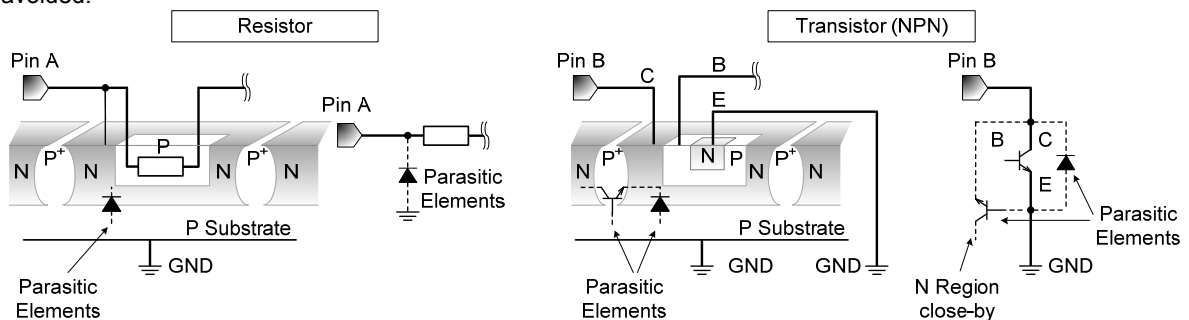 avoided.
Resistor
Transistor (NPN)
Pin A
Pin A
N
P+
N
P
N
P+
N
Parasitic
Elements
P Substrate
GND
Parasitic
Elements
Pin B
C
B
E
N
P+
N
N
P
N
P+
N
P Substrate
GND
GND
Parasitic
Elements
Pin B
B
C
E
Parasitic
Elements
GND
N Region
close-by